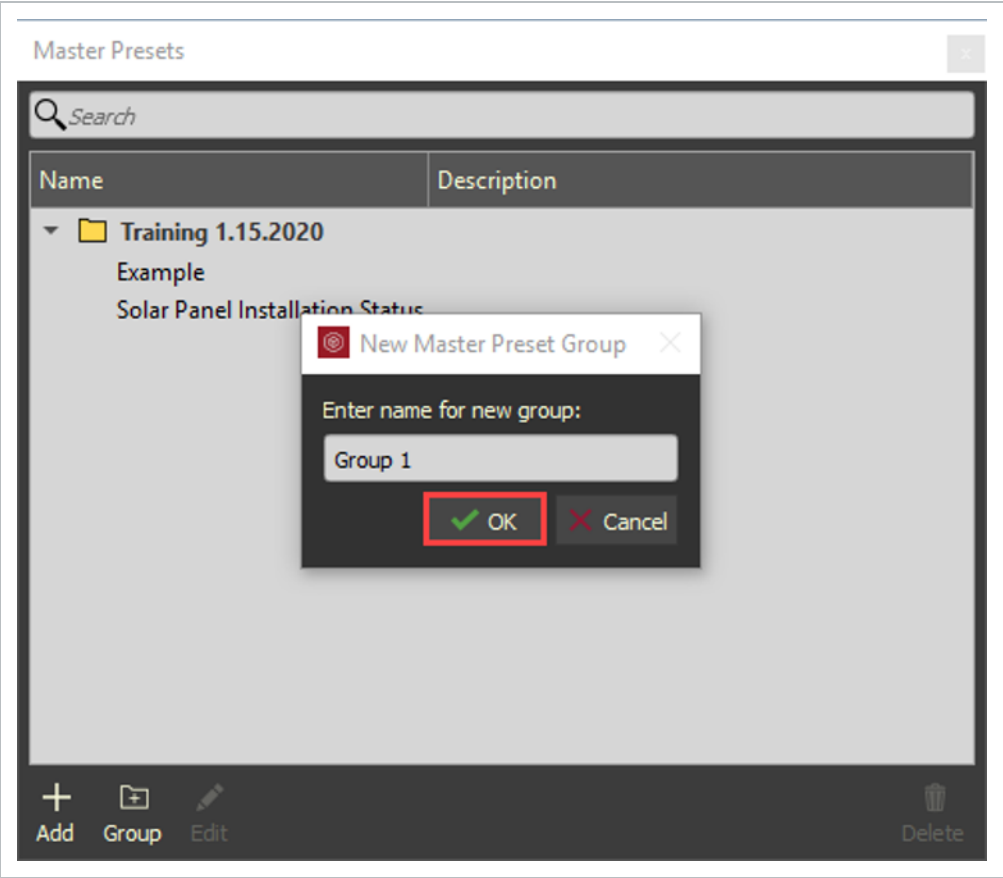 Master Presets
x
Search
Name Description
Training 1.15.2020
Example
Solar Panel Installation Status
New Master Preset Group
Enter name for new group:
Group 1
OK Cancel
Add Group Edit Delete